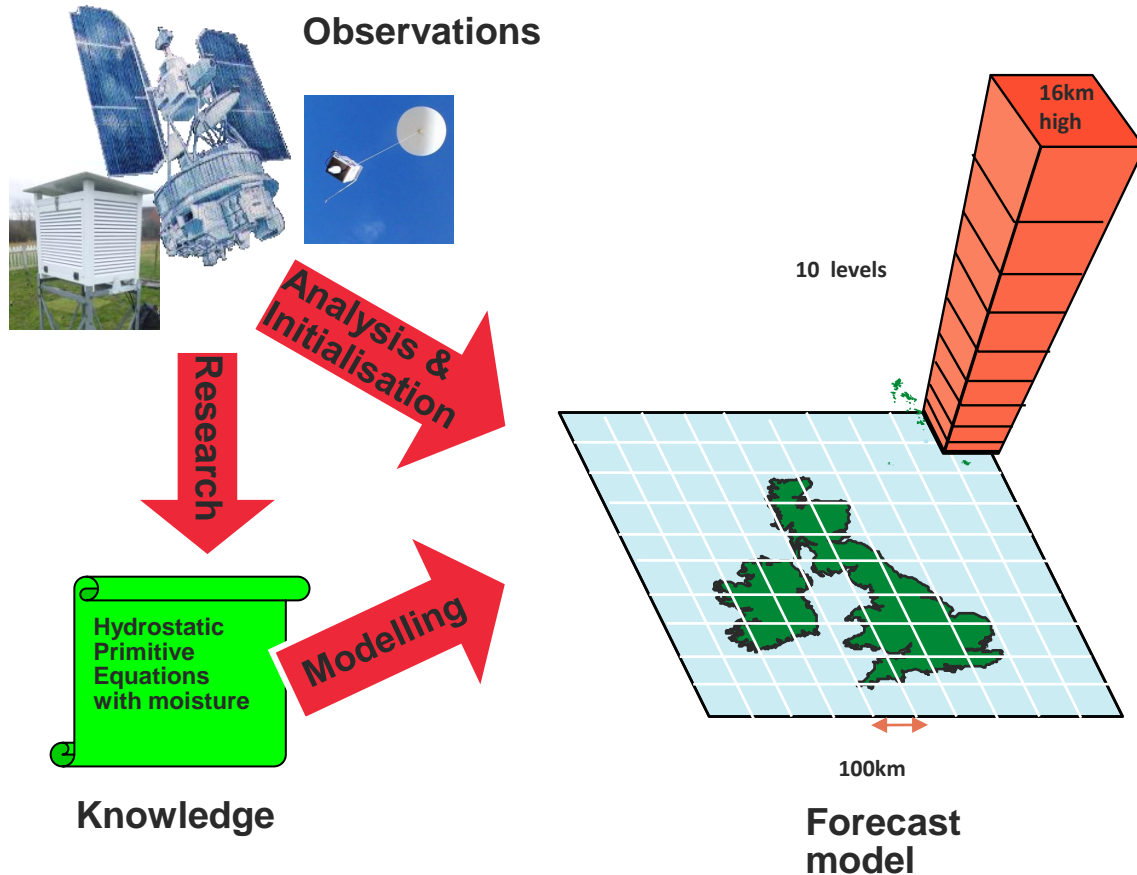 Observations
16km
high
10 levels
Analysis &
Initialisation
Research
Hydrostatic
Primitive
Equations
with moisture
Modelling
100km
Knowledge
Forecast
model